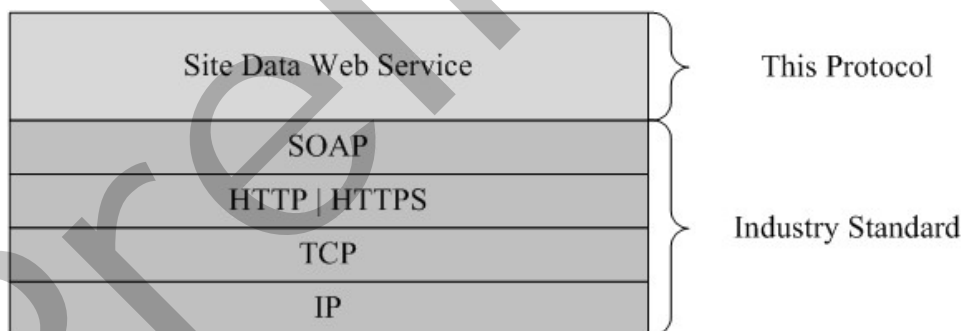 Site Data Web Service
This Protocol
SOAP
HTTP | HTTPS
TCP
IP
Industry Standard